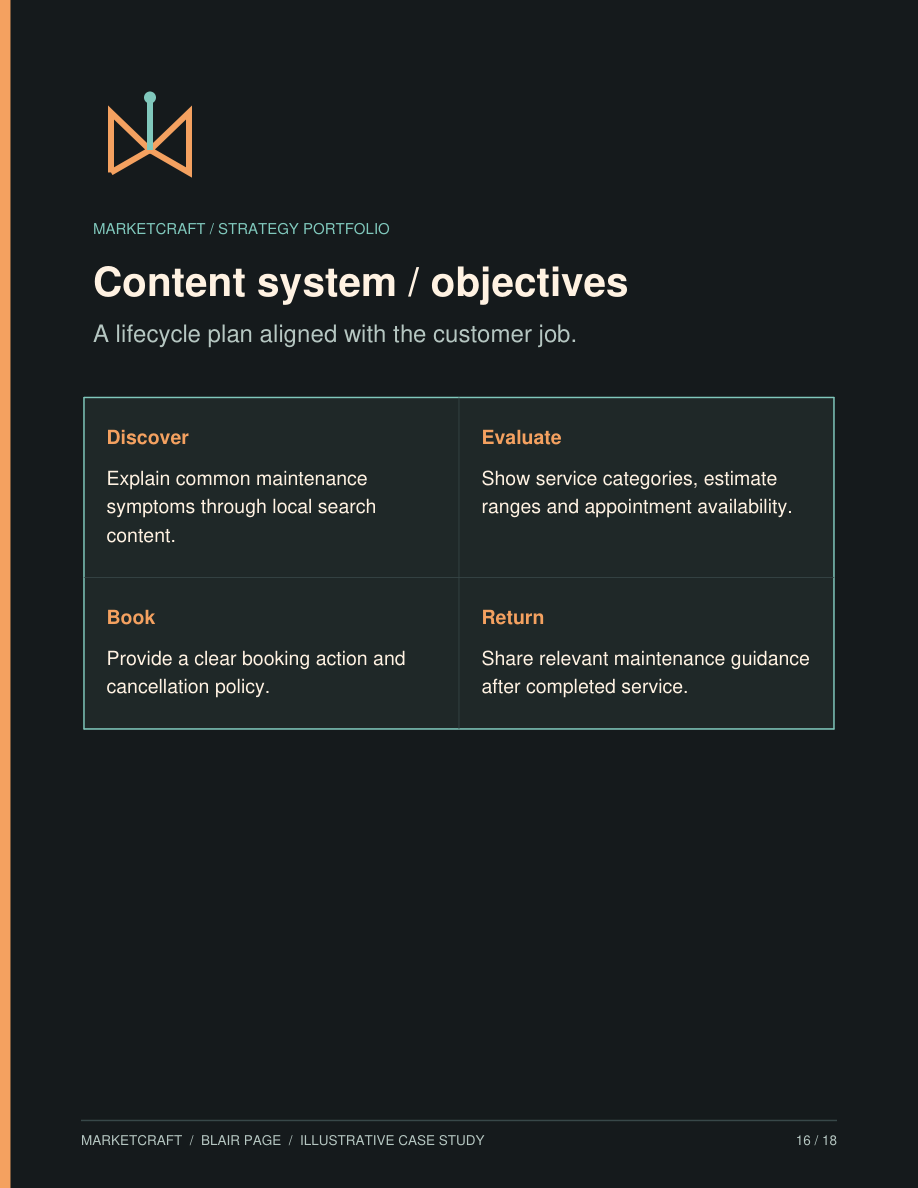 MARKETCRAFT / STRATEGY PORTFOLIO
Content system / objectives
A lifecycle plan aligned with the customer job.
Discover
Explain common maintenance
symptoms through local search
content.
Evaluate
Show service categories, estimate
ranges and appointment availability.
Book
Provide a clear booking action and
cancellation policy.
Return
Share relevant maintenance guidance
after completed service.
MARKETCRAFT / BLAIR PAGE / ILLUSTRATIVE CASE STUDY
16 / 18